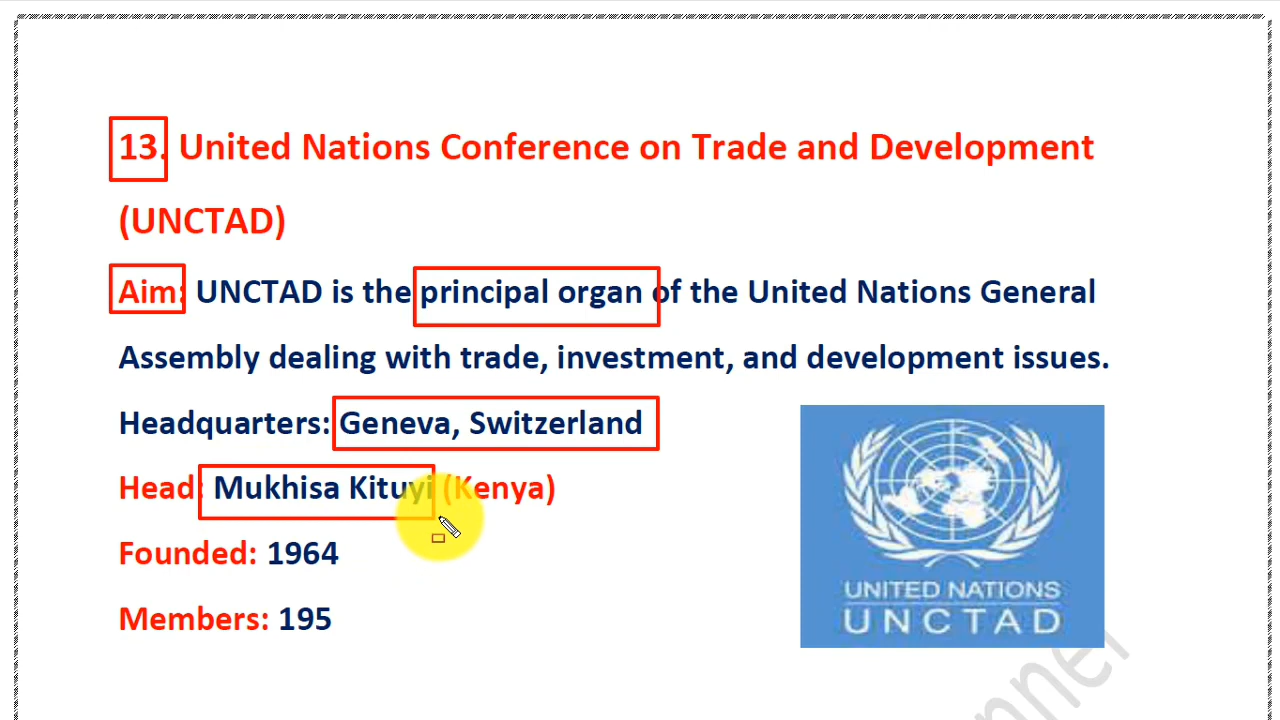 13. United Nations Conference on Trade and Development
(UNCTAD)
Aim: UNCTAD is the principal organ of the United Nations General
Assembly dealing with trade, investment, and development issues.
Headquarters: Geneva, Switzerland
Head: Mukhisa Kituyi (Kenya)
Founded: 1964
Members: 195
UNITED NATIONS
UNCTAD